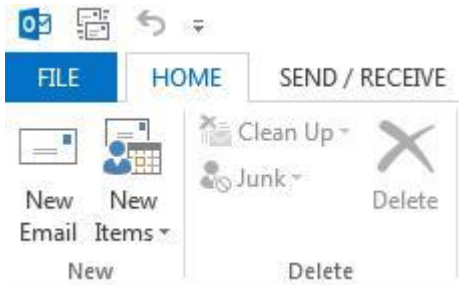 FILE HOME SEND / RECEIVE
Clean Up
Junk
New Email
New Items
Delete
New
Delete